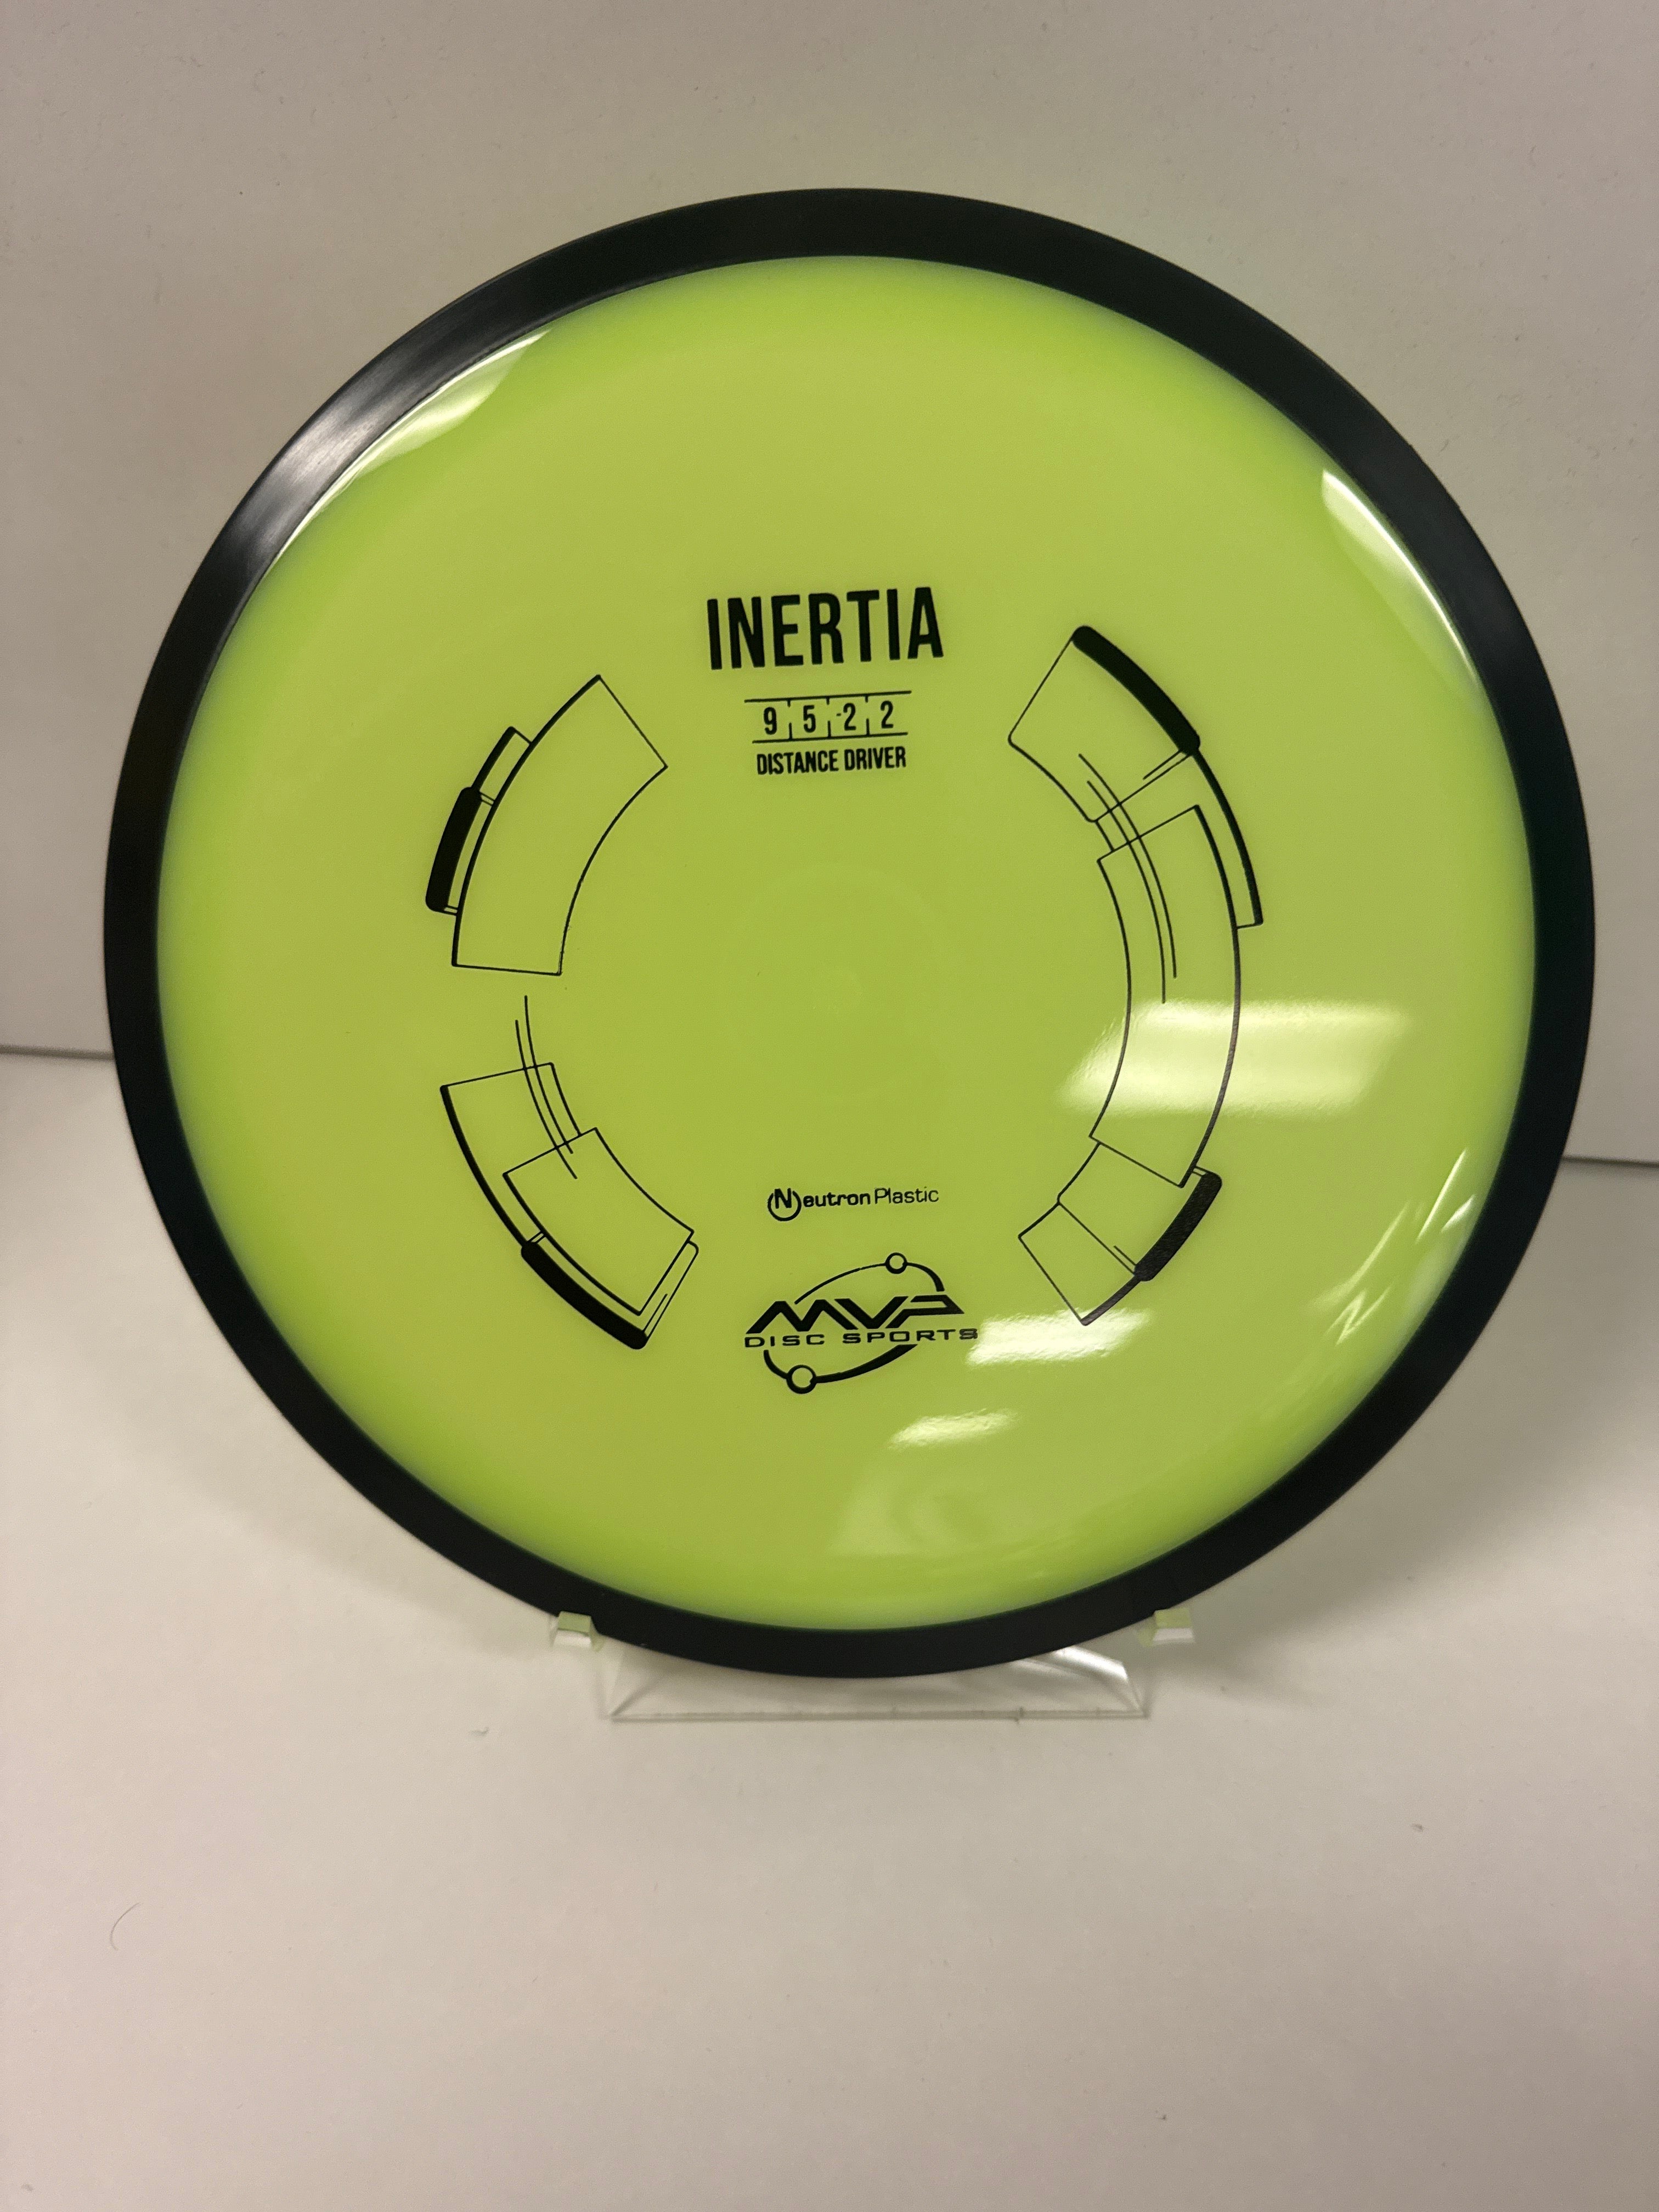 INERTIA
9 5 -2 2
DISTANCE DRIVER
Neutron Plastic
MVP
DISC SPORTS